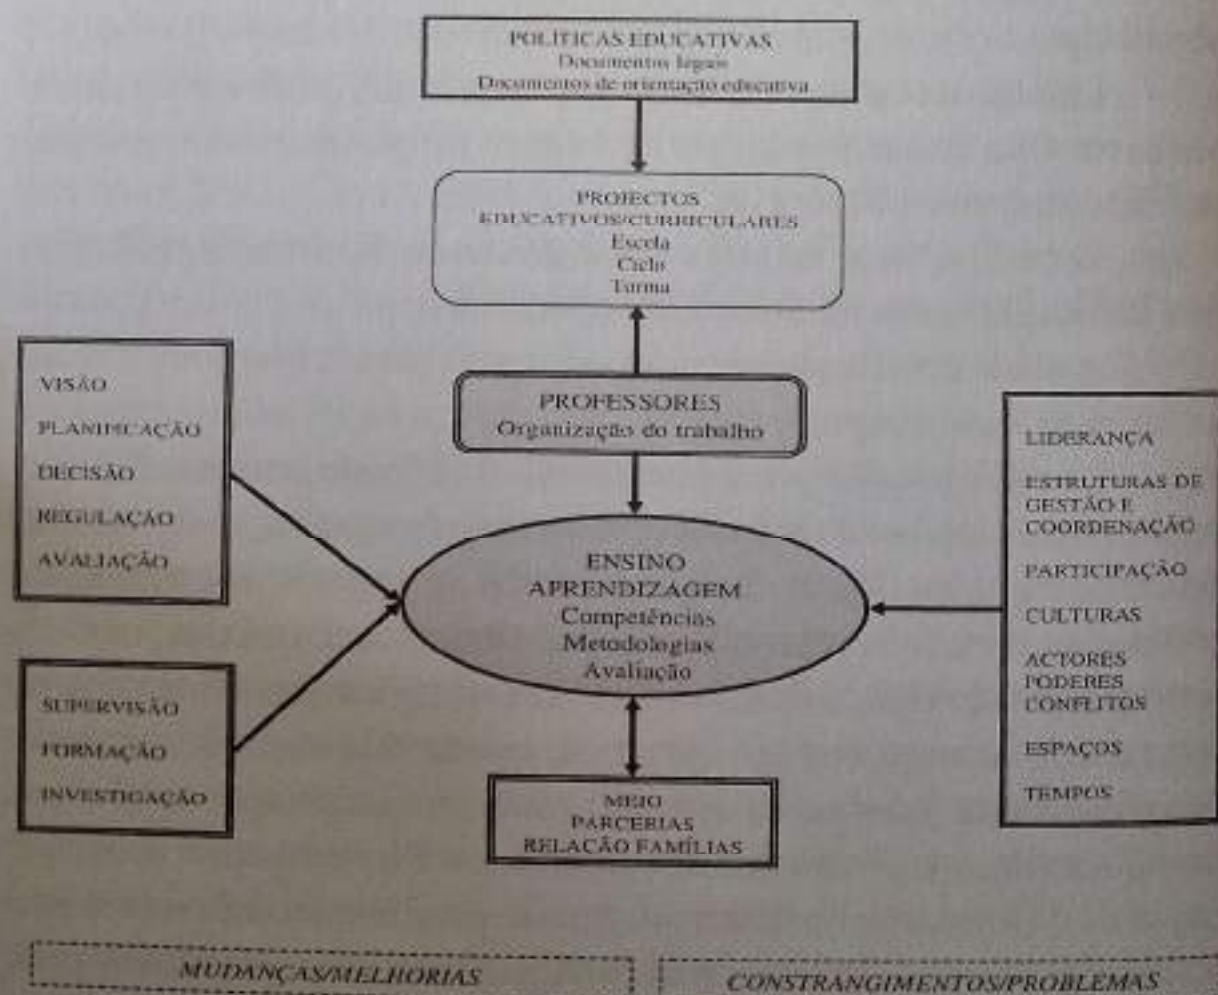 POLÍTICAS EDUCATIVAS
Documentos legais
Documentos de orientação educativa
PROJECTOS
EDUCATIVOS/CURRICULARES
Escola
Ciclo
Turma
PROFESSORES
Organização do trabalho
VISÃO
PLANIFICAÇÃO
DECISÃO
REGULAÇÃO
AVALIAÇÃO
SUPERVISÃO
FORMAÇÃO
INVESTIGAÇÃO
ENSINO
APRENDIZAGEM
Competências
Metodologias
Avaliação
LIDERANÇA
ESTRUTURAS DE
GESTÃO E
COORDENAÇÃO
PARTICIPAÇÃO
CULTURAS
ACTORES
PODERES
CONFLITOS
ESPAÇOS
TEMPOS
MEIO
PARCERIAS
RELAÇÃO FAMÍLIAS
MUDANÇAS/MELHORIAS
CONSTRANGIMENTOS/PROBLEMAS